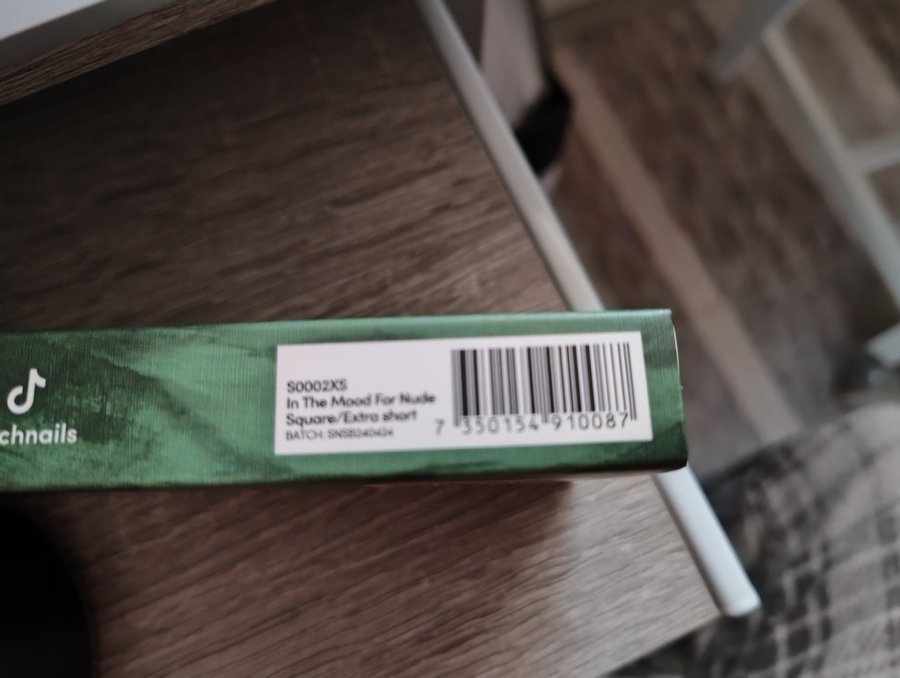 chnails
S0002XS
In The Mood For Nude
Square/Extra short
BATCH: SNSB240424
7 350154 910087